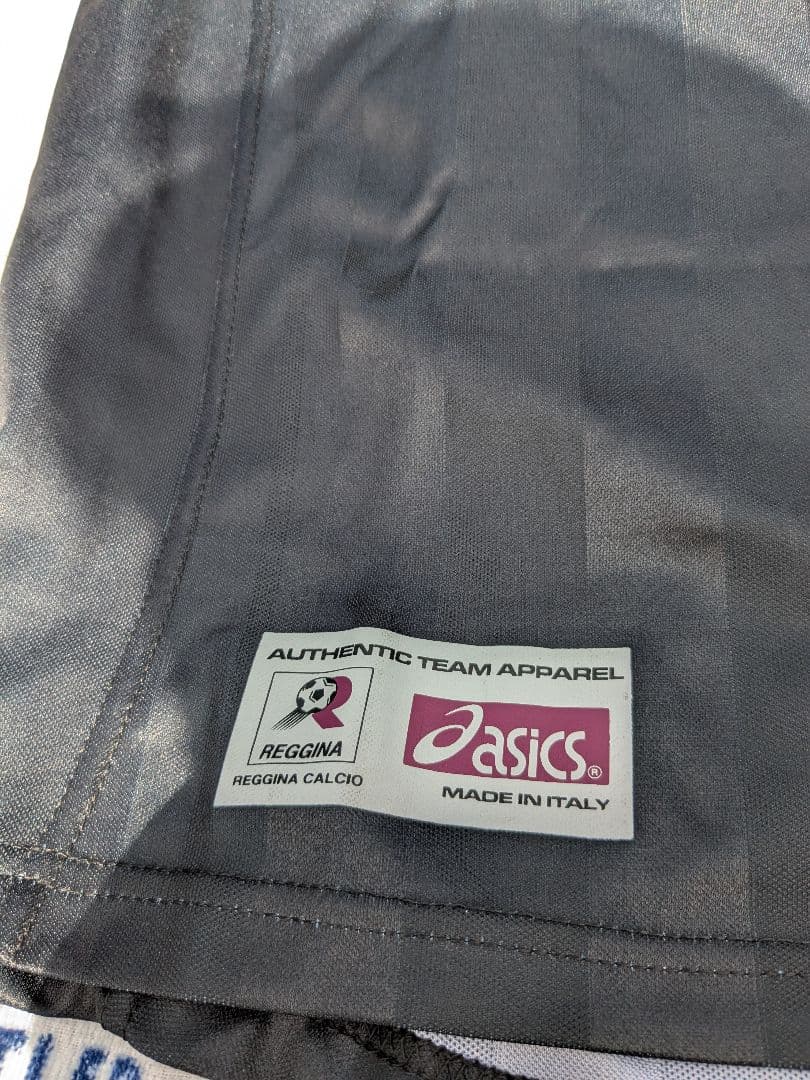 AUTHENTIC TEAM APPAREL
REGGINA
REGGINA CALCIO
asics®
MADE IN ITALY